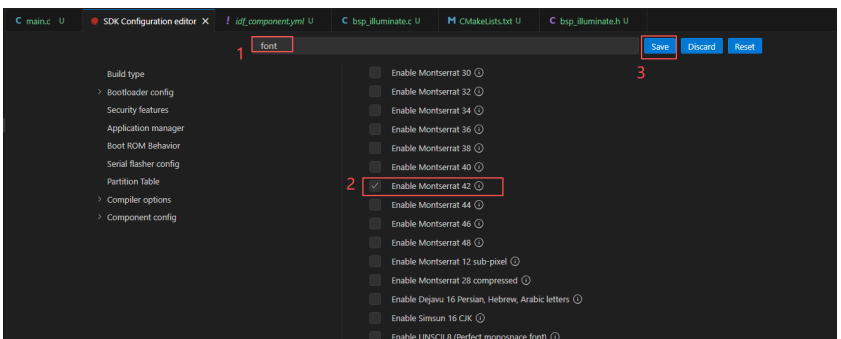 C main.c U SDK Configuration editor ! idf_component.yml U C bsp_illuminate.c U M CMakeLists.txt U C bsp_illuminate.h U
1 font Save Discard Reset
3
Build type
Bootloader config
Security features
Application manager
Boot ROM Behavior
Serial flasher config
Partition Table
Compiler options
Component config
Enable Montserrat 30
Enable Montserrat 32
Enable Montserrat 34
Enable Montserrat 36
Enable Montserrat 38
Enable Montserrat 40
2 Enable Montserrat 42
Enable Montserrat 44
Enable Montserrat 46
Enable Montserrat 48
Enable Montserrat 12 sub-pixel
Enable Montserrat 28 compressed
Enable Dejavu 16 Persian, Hebrew, Arabic letters
Enable Simsun 16 CJK
Enable UNSCII 8 (Perfect monospace font)